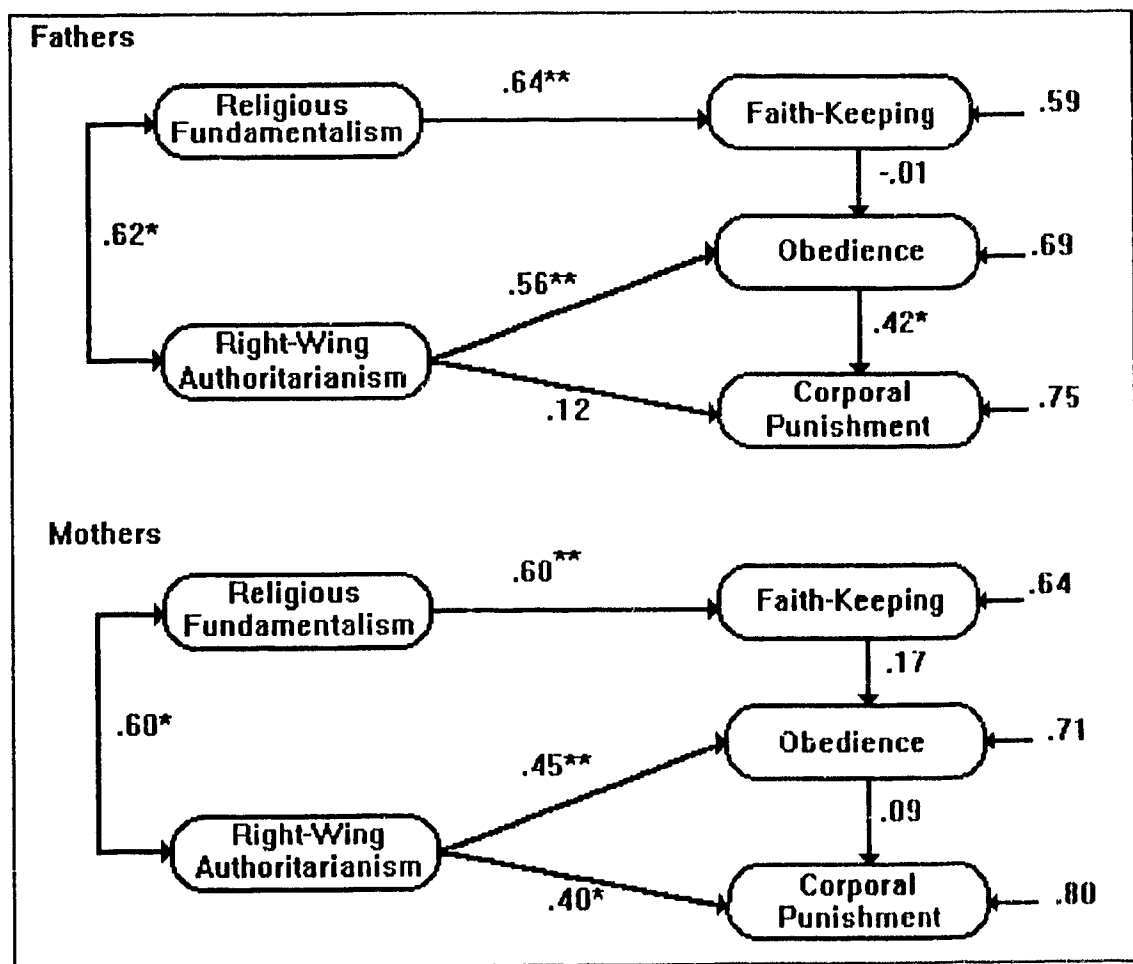 Fathers
.64**
Religious
Fundamentalism
Faith-Keeping
.59
-.01
.62*
Obedience
.69
.56**
.42*
Right-Wing
Authoritarianism
Corporal
Punishment
.75
.12
Mothers
.60**
Religious
Fundamentalism
Faith-Keeping
.64
.17
.60*
Obedience
.71
.45**
.09
Right-Wing
Authoritarianism
Corporal
Punishment
.80
.40*